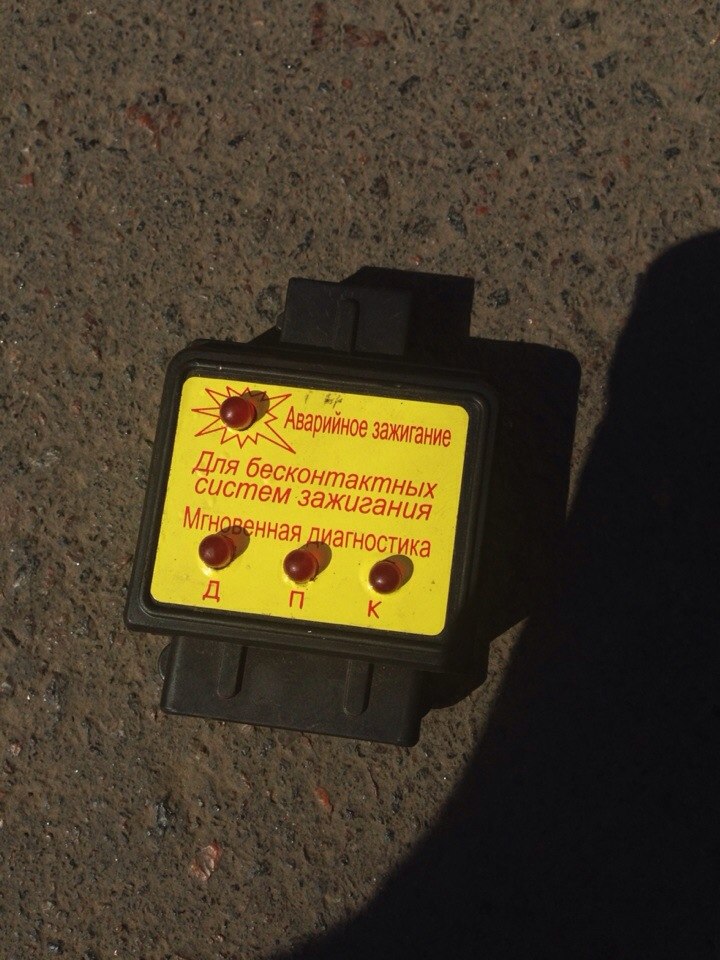 Аварийное зажигание
Для бесконтактных
систем зажигания
Мгновенная диагностика
Д П К